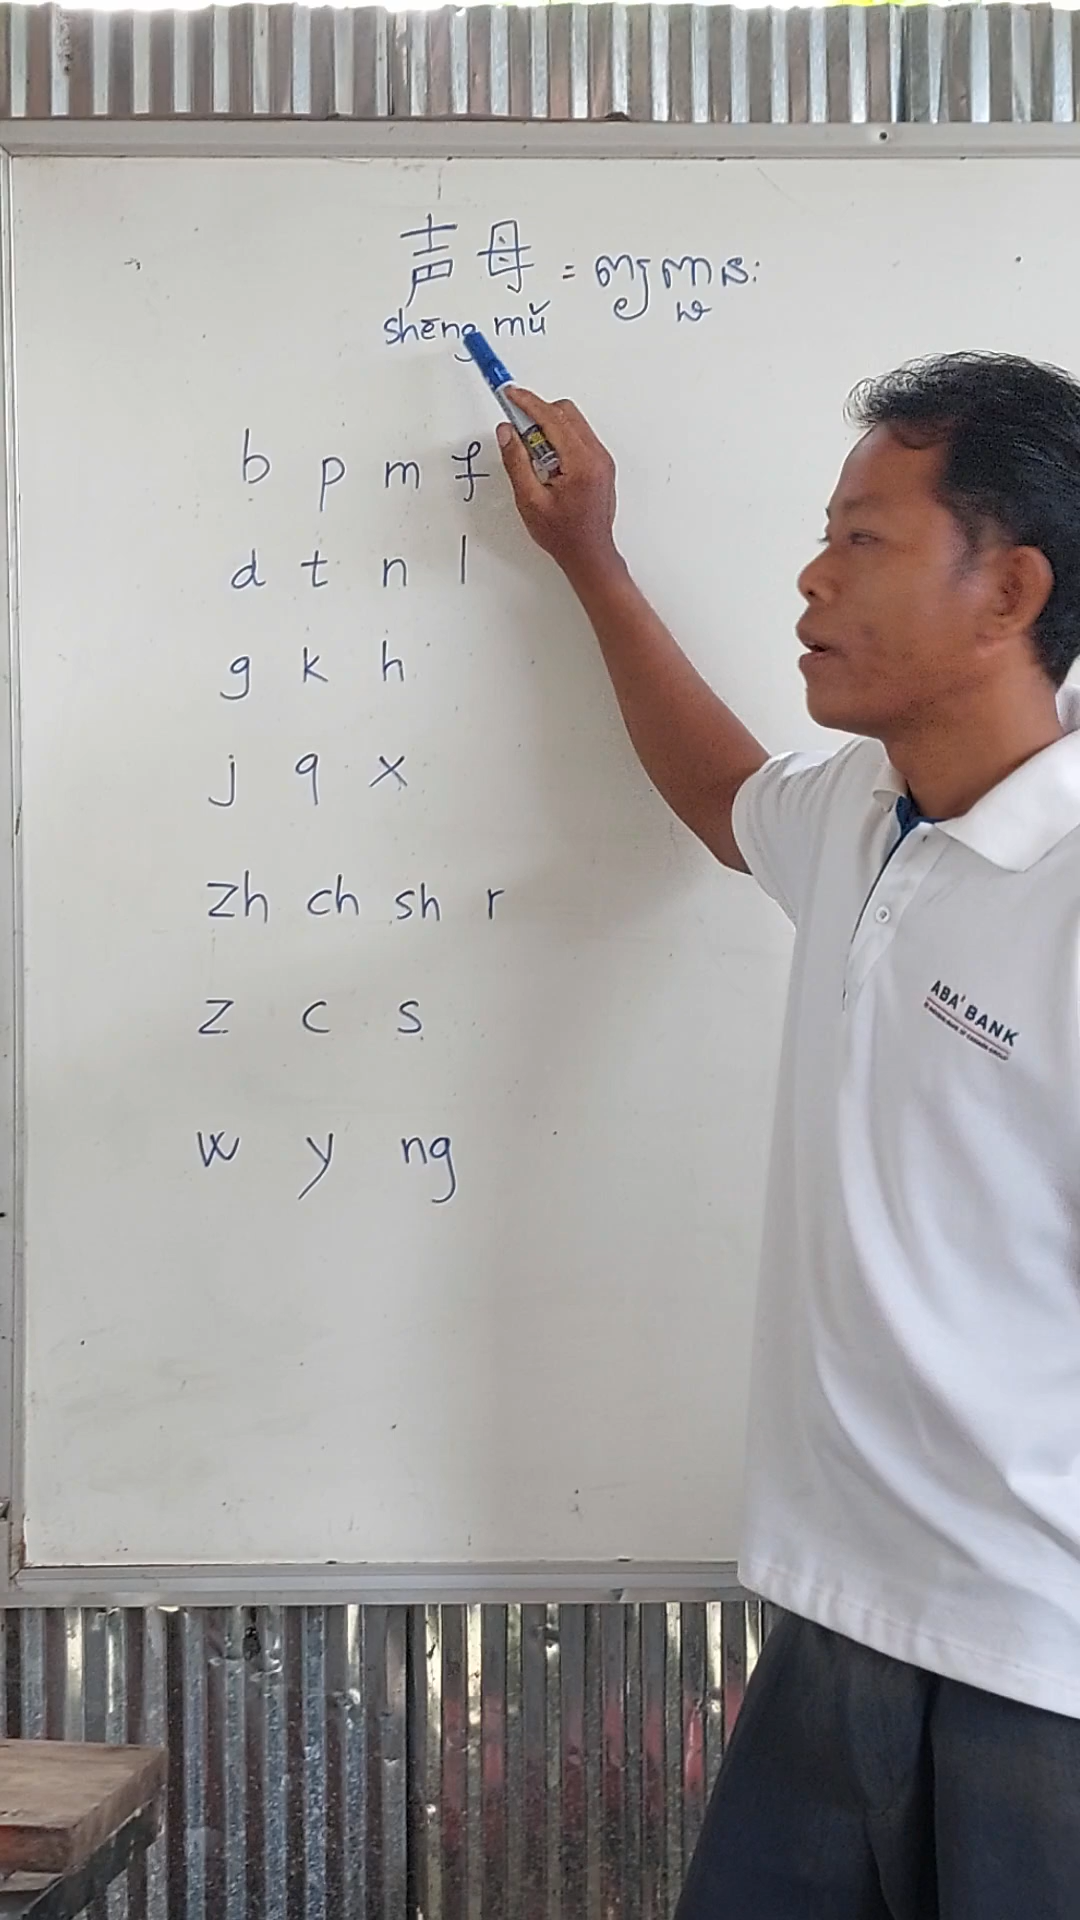 声母 = ព្យញ្ជនៈ
shēng mǔ
b p m f
d t n l
g k h
j q x
zh ch sh r
z c s
w y ng
ABA' BANK